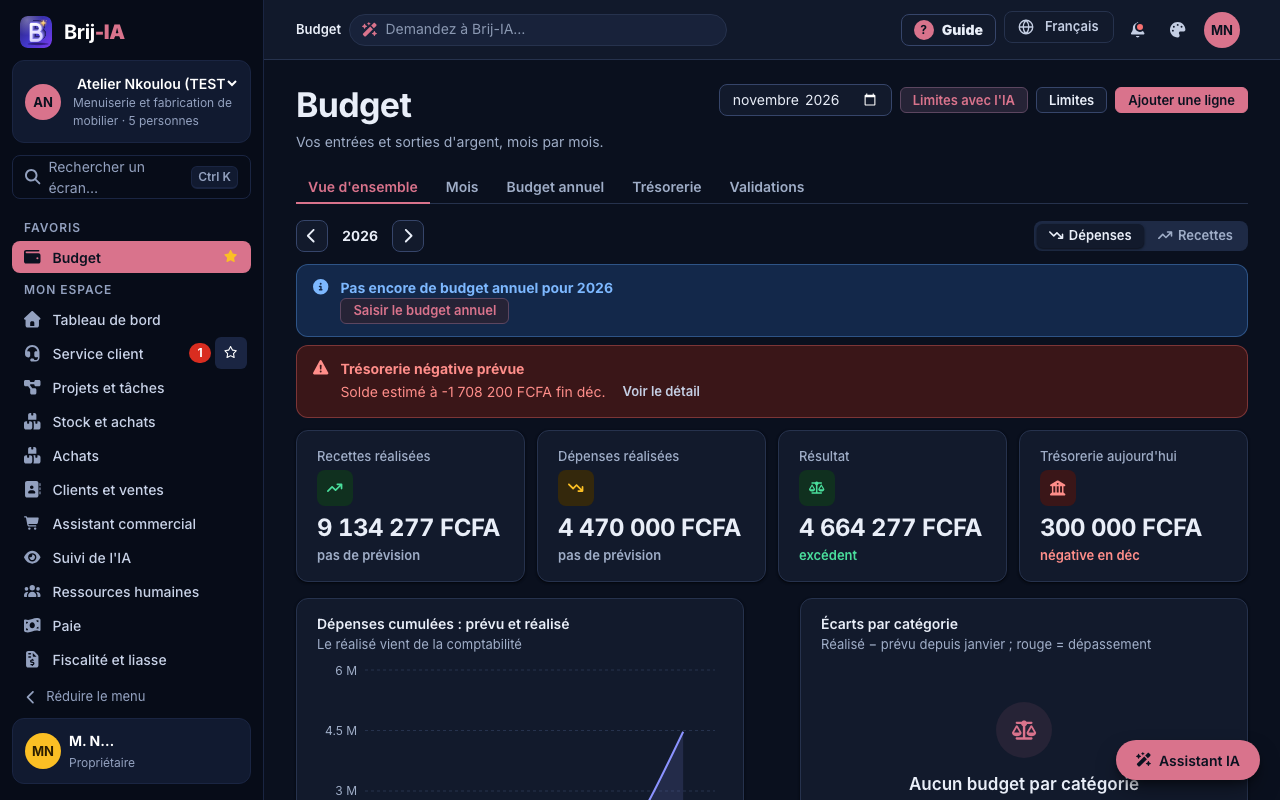 Brij-IA
Atelier Nkoulou (TEST
AN
Menuiserie et fabrication de
mobilier · 5 personnes
Rechercher un
écran...
Ctrl K
FAVORIS
Budget
MON ESPACE
Tableau de bord
Service client
1
Projets et tâches
Stock et achats
Achats
Clients et ventes
Assistant commercial
Suivi de l'IA
Ressources humaines
Paie
Fiscalité et liasse
Réduire le menu
MN
M. N...
Propriétaire
Budget
Demandez à Brij-IA...
? Guide
Français
MN
Budget
Vos entrées et sorties d'argent, mois par mois.
novembre 2026
Limites avec l'IA
Limites
Ajouter une ligne
Vue d'ensemble
Mois
Budget annuel
Trésorerie
Validations
2026
Dépenses
Recettes
Pas encore de budget annuel pour 2026
Saisir le budget annuel
Trésorerie négative prévue
Solde estimé à -1 708 200 FCFA fin déc.
Voir le détail
Recettes réalisées
9 134 277 FCFA
pas de prévision
Dépenses réalisées
4 470 000 FCFA
pas de prévision
Résultat
4 664 277 FCFA
excédent
Trésorerie aujourd'hui
300 000 FCFA
négative en déc
Dépenses cumulées : prévu et réalisé
Le réalisé vient de la comptabilité
6 M
4.5 M
3 M
Écarts par catégorie
Réalisé − prévu depuis janvier ; rouge = dépassement
Aucun budget par catégorie
Assistant IA